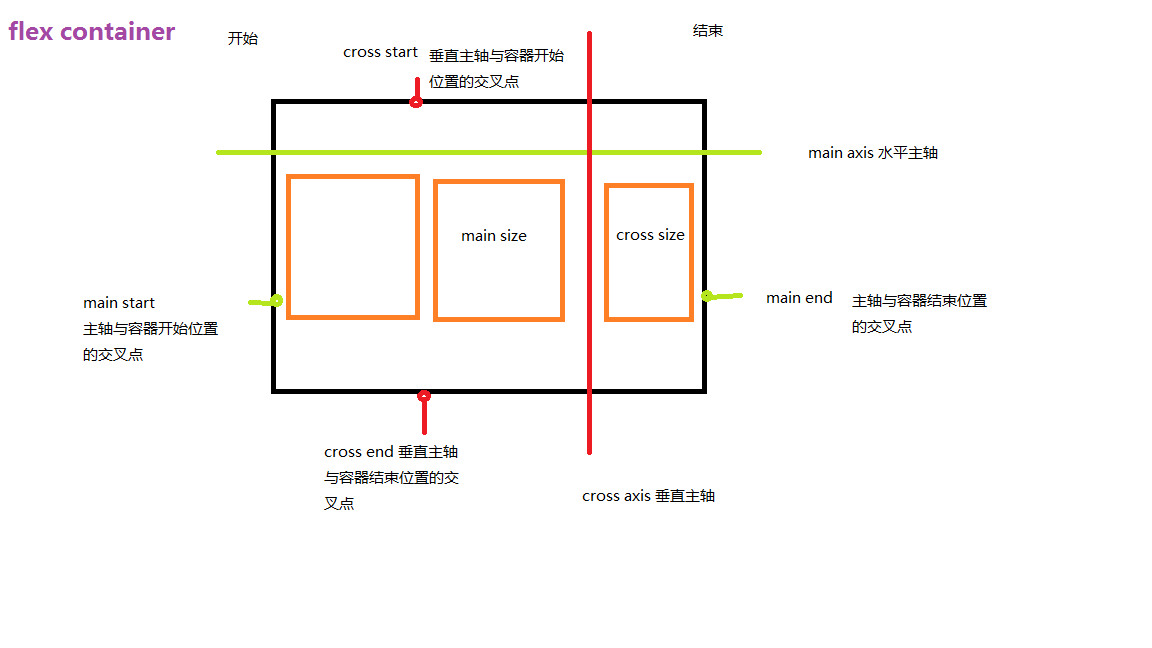 flex container
开始
结束
cross start
垂直主轴与容器开始
位置的交叉点
main axis 水平主轴
main size
cross size
main start
主轴与容器开始位置
的交叉点
main end
主轴与容器结束位置
的交叉点
cross end 垂直主轴
与容器结束位置的交
叉点
cross axis 垂直主轴